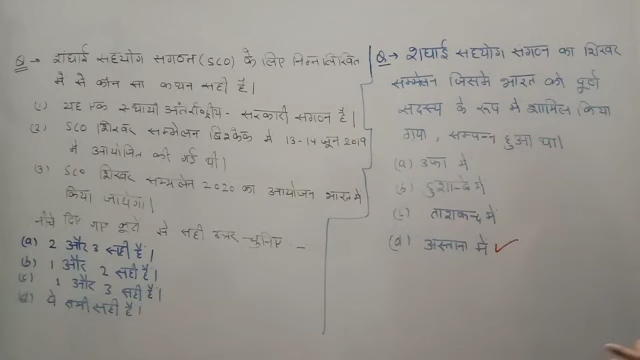 Q → शंघाई सहयोग संगठन (SCO) के लिए निम्नलिखित
में से कौन सा कथन सही है।
(1) यह एक स्थायी अंतर्राष्ट्रीय - सरकारी संगठन है।
(2) SCO शिखर सम्मेलन बिश्केक में 13-14 जून 2019
में आयोजित की गई थी।
(3) SCO शिखर सम्मलेन 2020 का आयोजन भारत में
किया जायेगा।
नीचे दिए गए कूटों से सही उत्तर चुनिए -
(a) 2 और 3 सही है।
(b) 1 और 2 सही है।
(c) 1 और 3 सही है।
(d) ये सभी सही है।
Q → शंघाई सहयोग संगठन का शिखर
सम्मेलन जिसमें भारत को पूर्ण
सदस्य के रूप में शामिल किया
गया, सम्पन्न हुआ था।
(a) उफा में
(b) दुशान्बे में
(c) ताशकन्द में
(d) अस्ताना में ✓